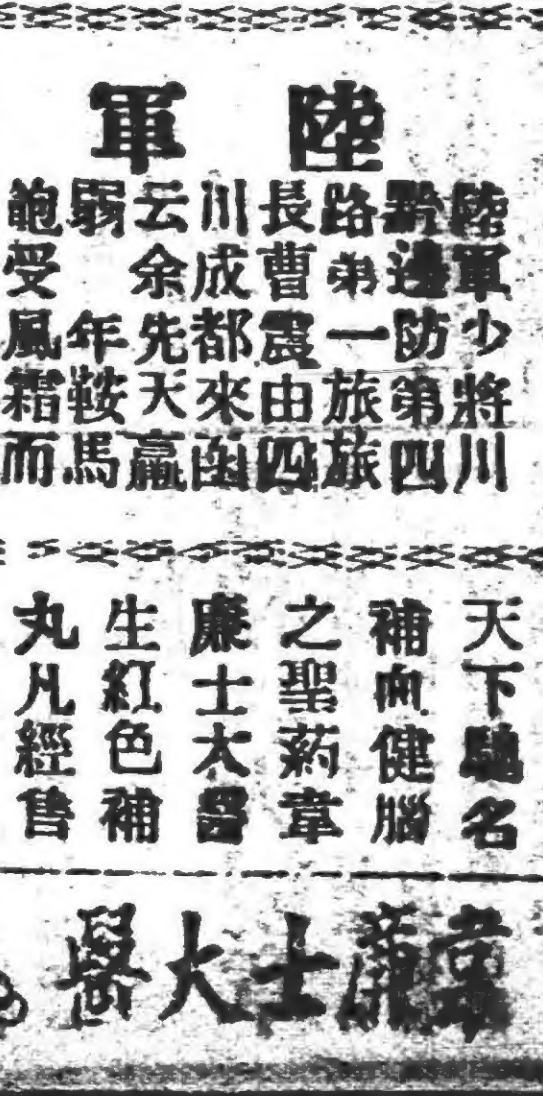 陸軍
陸軍少將川
黔邊防第四
路弟一旅旅
長曹震由四
川成都來函
云余先天羸
弱 年鞍馬
飽受風霜而
天下馳名
補血健腦
之聖葯韋
廉士大醫
生紅色補
丸凡經售
韋廉士大醫